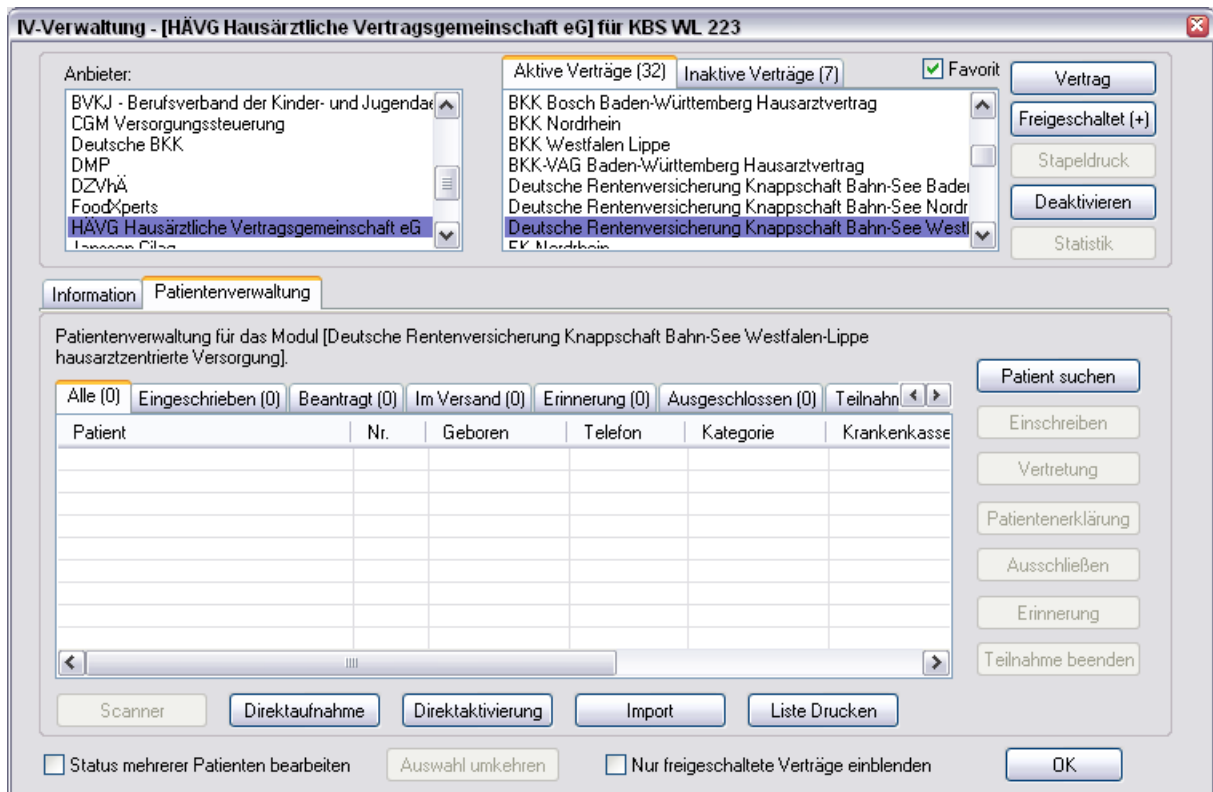 IV-Verwaltung - [HÄVG Hausärztliche Vertragsgemeinschaft eG] für KBS WL 223
Anbieter:
BVKJ - Berufsverband der Kinder- und Jugendae
CGM Versorgungssteuerung
Deutsche BKK
DMP
DZVhÄ
FoodXperts
HÄVG Hausärztliche Vertragsgemeinschaft eG
Janssen Cilag
Aktive Verträge (32) Inaktive Verträge (7) Favorit
BKK Bosch Baden-Württemberg Hausarztvertrag
BKK Nordrhein
BKK Westfalen Lippe
BKK-VAG Baden-Württemberg Hausarztvertrag
Deutsche Rentenversicherung Knappschaft Bahn-See Bader
Deutsche Rentenversicherung Knappschaft Bahn-See Nordr
Deutsche Rentenversicherung Knappschaft Bahn-See Westl
EK Nordrhein
Vertrag
Freigeschaltet (+)
Stapeldruck
Deaktivieren
Statistik
Information Patientenverwaltung
Patientenverwaltung für das Modul [Deutsche Rentenversicherung Knappschaft Bahn-See Westfalen-Lippe
hausarztzentrierte Versorgung].
Alle (0) Eingeschrieben (0) Beantragt (0) Im Versand (0) Erinnerung (0) Ausgeschlossen (0) Teilnahm
Patient Nr. Geboren Telefon Kategorie Krankenkasse
Patient suchen
Einschreiben
Vertretung
Patientenerklärung
Ausschließen
Erinnerung
Teilnahme beenden
Scanner Direktaufnahme Direktaktivierung Import Liste Drucken
Status mehrerer Patienten bearbeiten Auswahl umkehren Nur freigeschaltete Verträge einblenden OK